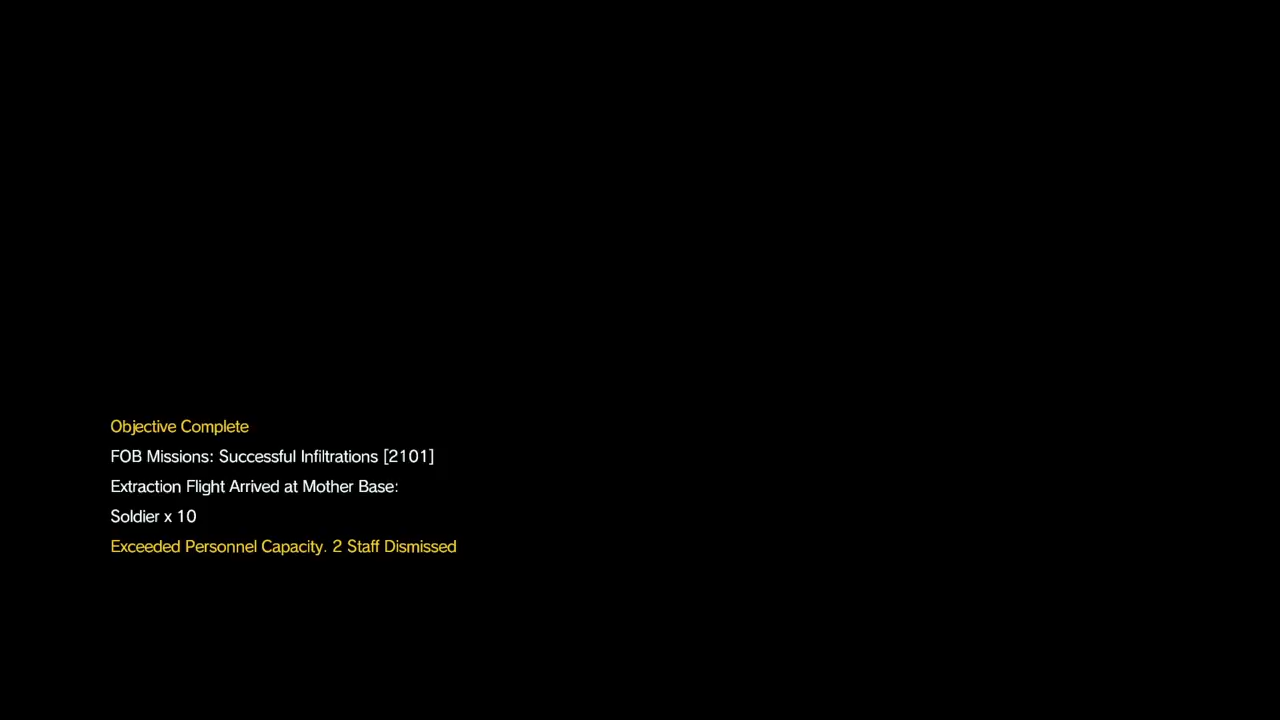 Objective Complete
FOB Missions: Successful Infiltrations [2101]
Extraction Flight Arrived at Mother Base:
Soldier x 10
Exceeded Personnel Capacity. 2 Staff Dismissed